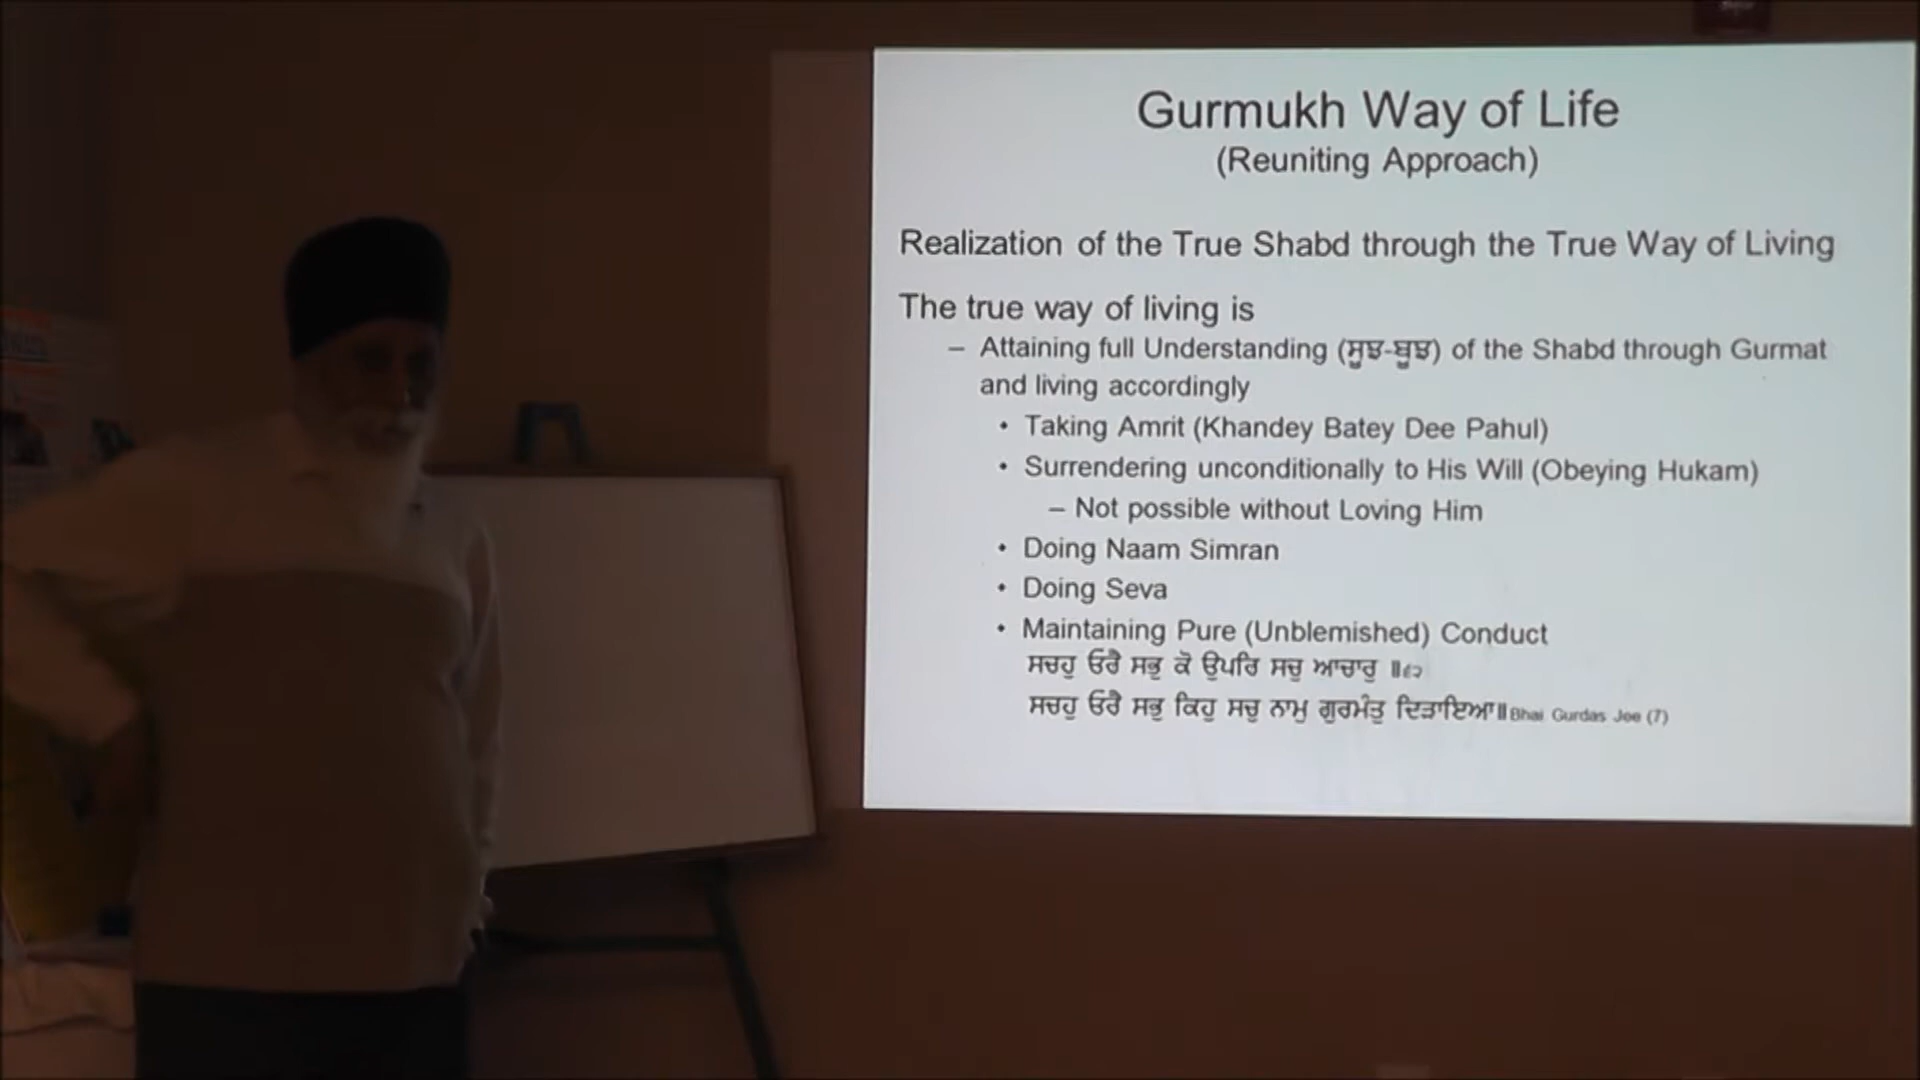 Gurmukh Way of Life
(Reuniting Approach)
Realization of the True Shabd through the True Way of Living
The true way of living is
– Attaining full Understanding (ਸੂਝ-ਬੂਝ) of the Shabd through Gurmat
and living accordingly
• Taking Amrit (Khandey Batey Dee Pahul)
• Surrendering unconditionally to His Will (Obeying Hukam)
– Not possible without Loving Him
• Doing Naam Simran
• Doing Seva
• Maintaining Pure (Unblemished) Conduct
ਸਚਹੁ ਓਰੈ ਸਭੁ ਕੋ ਉਪਰਿ ਸਚੁ ਆਚਾਰੁ ॥੬੨
ਸਚਹੁ ਓਰੈ ਸਭੁ ਕਿਹੁ ਸਚੁ ਨਾਮੁ ਗੁਰਮੰਤੁ ਦਿੜਾਇਆ॥ Bhai Gurdas Jee (7)